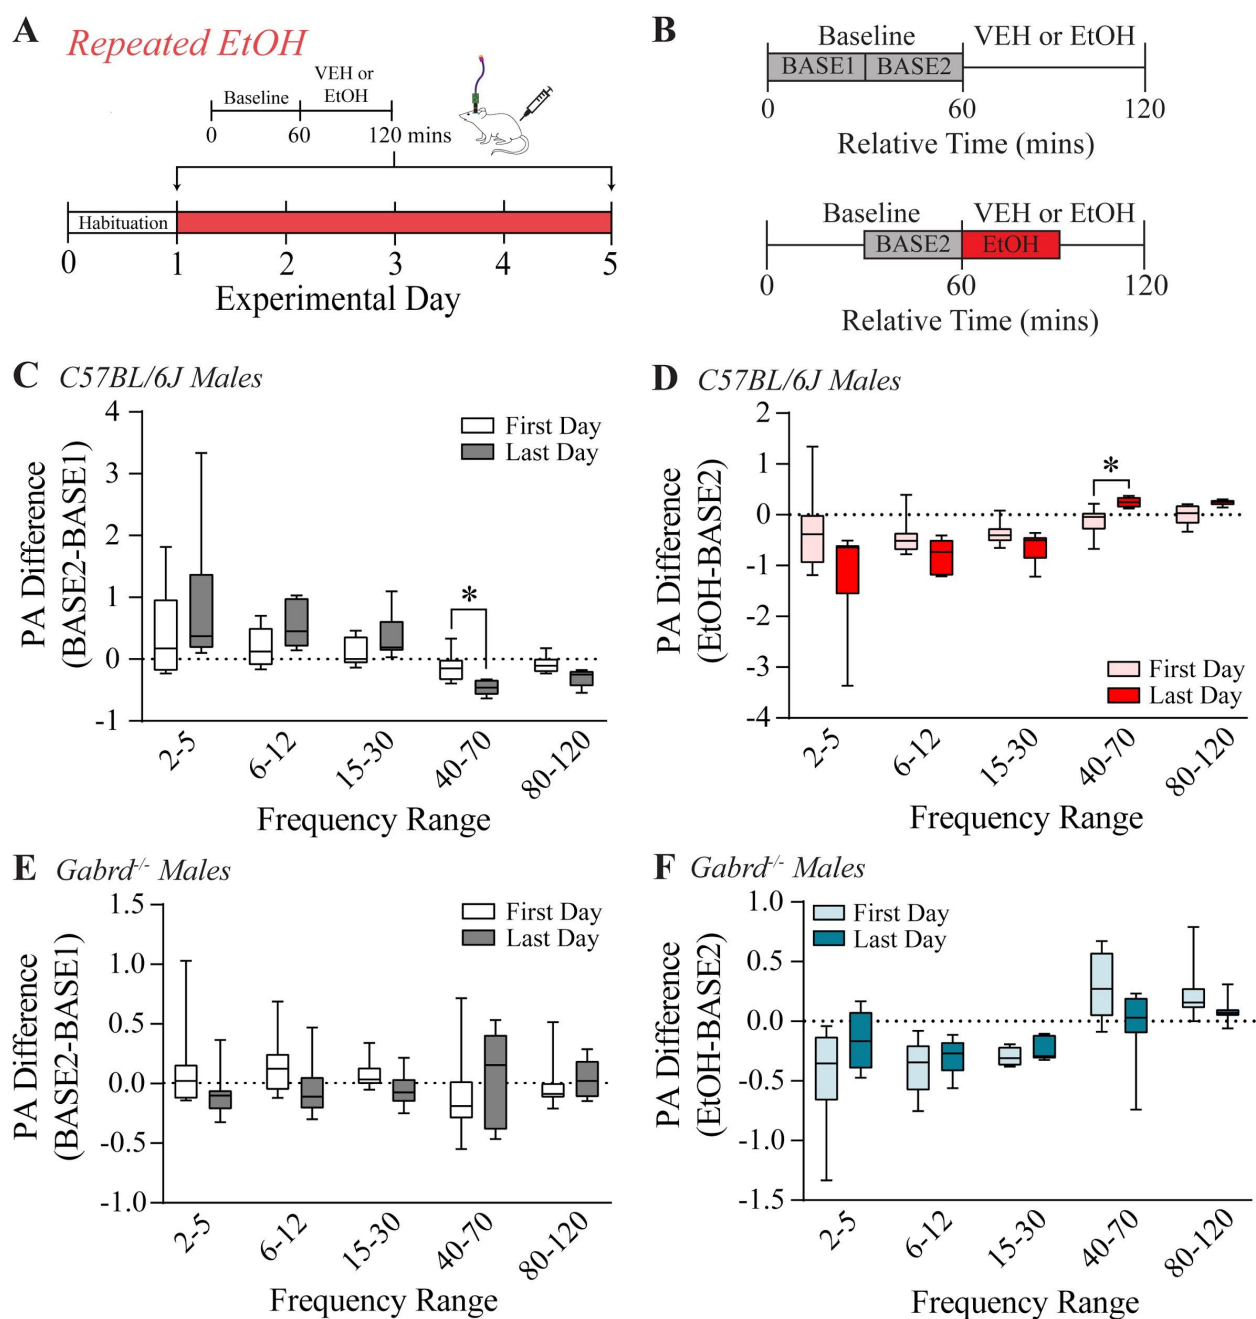 A
Repeated EtOH
VEH or
EtOH
Baseline
0 60 120 mins
Habituation
0 1 2 3 4 5
Experimental Day
B
Baseline VEH or EtOH
BASE1 BASE2
0 60 120
Relative Time (mins)
Baseline VEH or EtOH
BASE2 EtOH
0 60 120
Relative Time (mins)
C C57BL/6J Males
PA Difference
(BASE2-BASE1)
4
3
2
1
0
-1
First Day
Last Day
*
2-5 6-12 15-30 40-70 80-120
Frequency Range
D C57BL/6J Males
PA Difference
(EtOH-BASE2)
2
1
0
-1
-2
-3
-4
*
First Day
Last Day
2-5 6-12 15-30 40-70 80-120
Frequency Range
E Gabrd-/- Males
PA Difference
(BASE2-BASE1)
1.5
1.0
0.5
0.0
-0.5
-1.0
First Day
Last Day
2-5 6-12 15-30 40-70 80-120
Frequency Range
F Gabrd-/- Males
PA Difference
(EtOH-BASE2)
1.0
0.5
0.0
-0.5
-1.0
-1.5
First Day
Last Day
2-5 6-12 15-30 40-70 80-120
Frequency Range